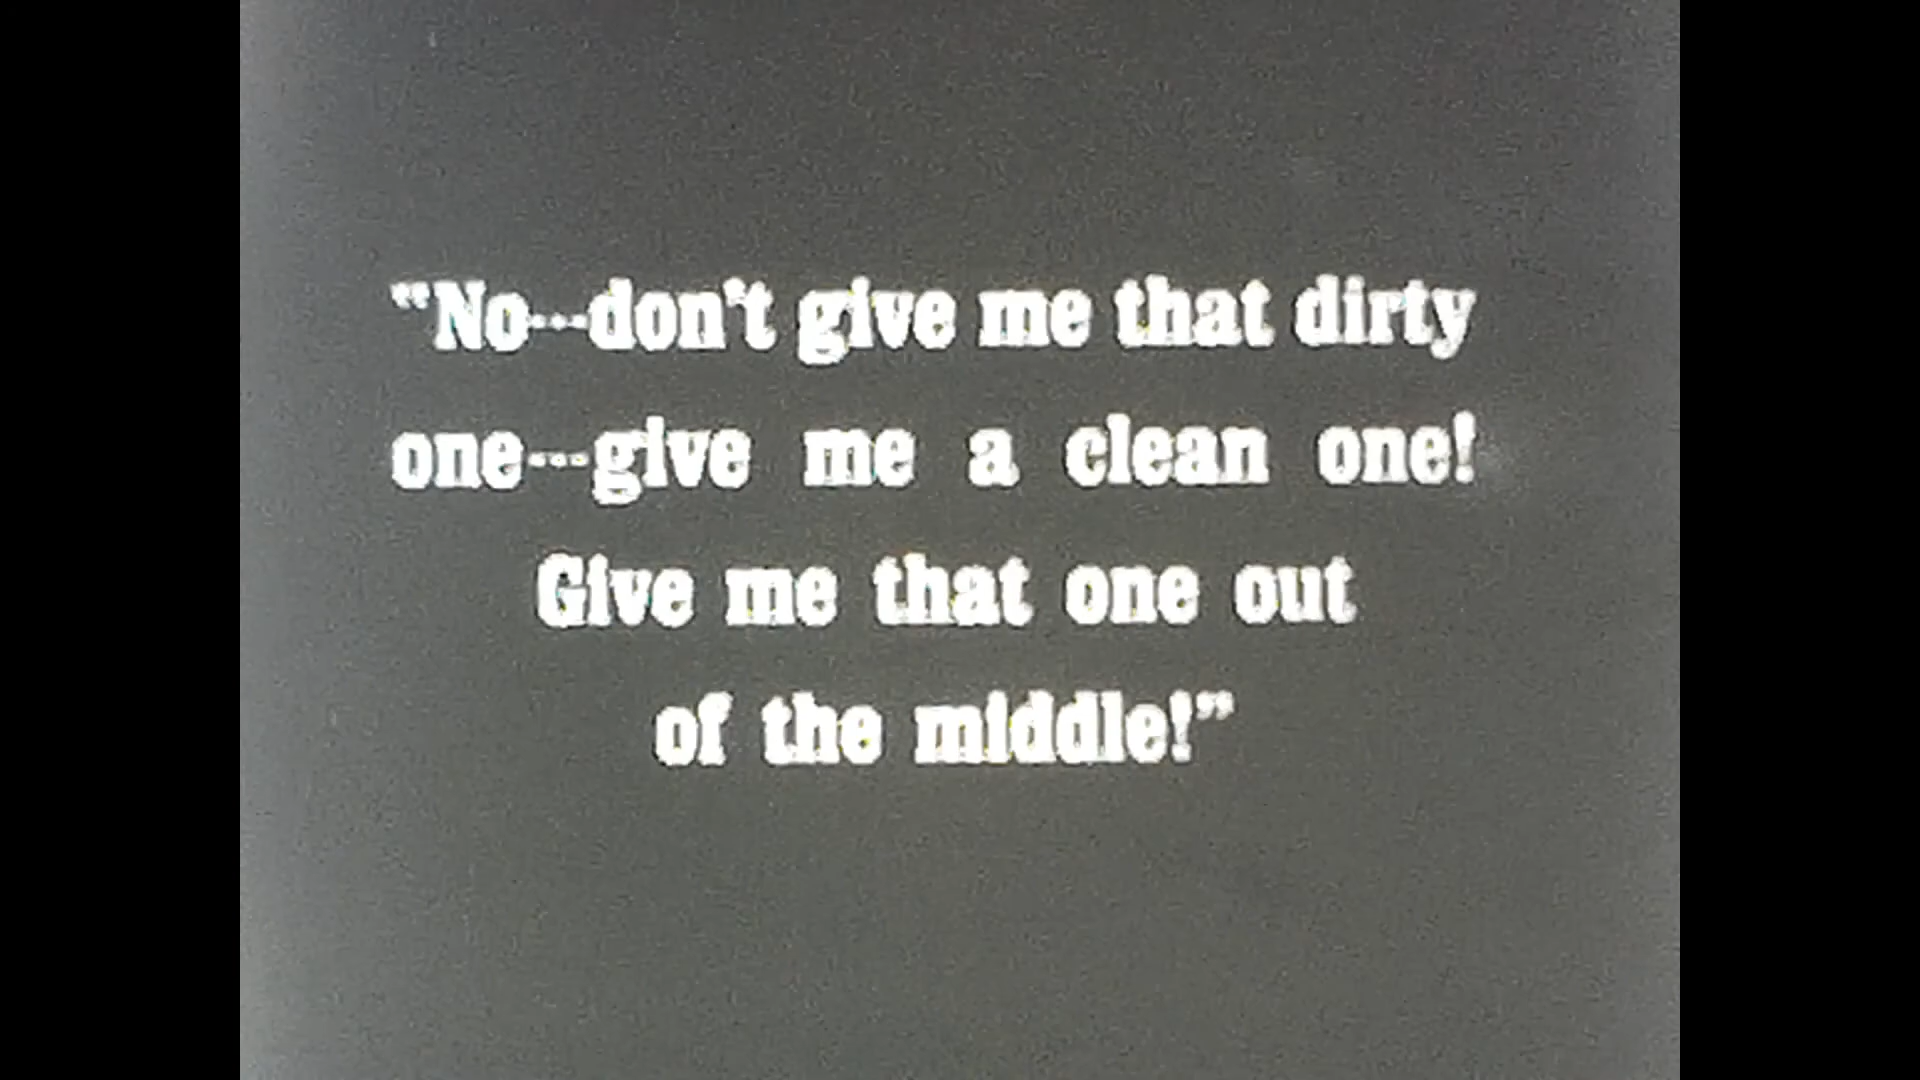 "No---don't give me that dirty
one---give me a clean one!
Give me that one out
of the middle!"